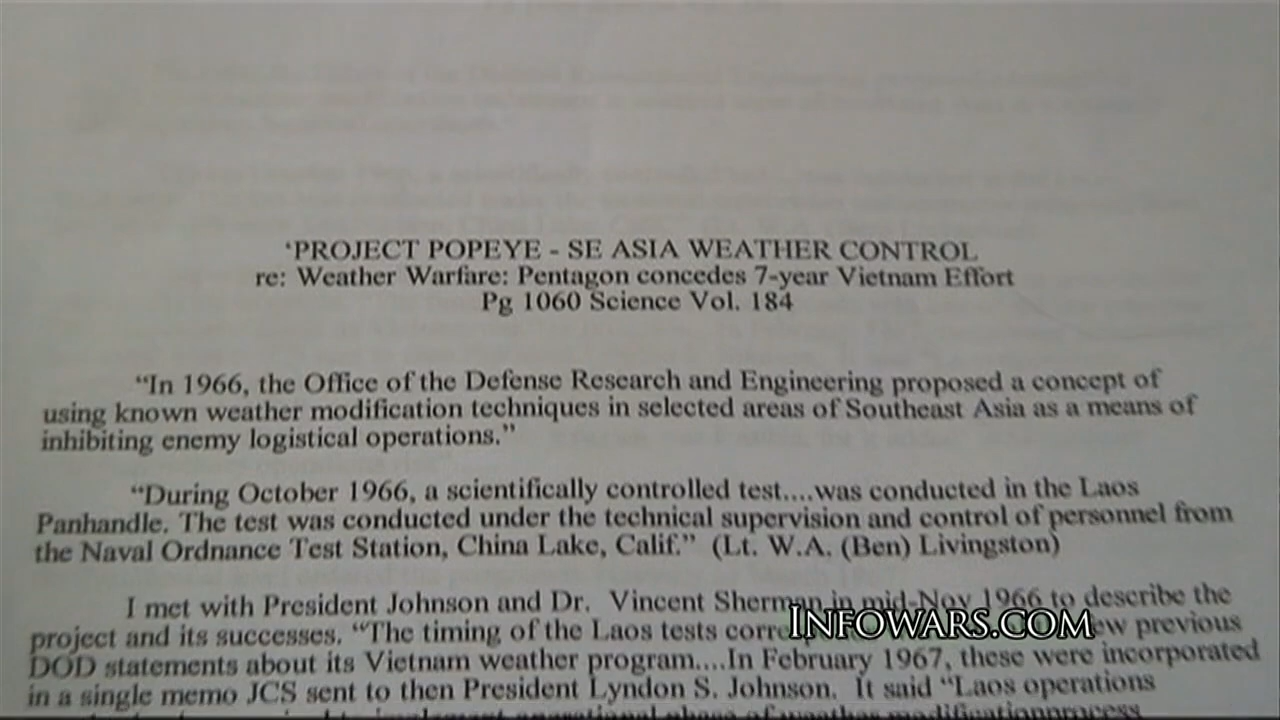 ‘PROJECT POPEYE - SE ASIA WEATHER CONTROL
re: Weather Warfare: Pentagon concedes 7-year Vietnam Effort
Pg 1060 Science Vol. 184
“In 1966, the Office of the Defense Research and Engineering proposed a concept of
using known weather modification techniques in selected areas of Southeast Asia as a means of
inhibiting enemy logistical operations.”
“During October 1966, a scientifically controlled test....was conducted in the Laos
Panhandle. The test was conducted under the technical supervision and control of personnel from
the Naval Ordnance Test Station, China Lake, Calif.” (Lt. W.A. (Ben) Livingston)
I met with President Johnson and Dr. Vincent Sherman in mid-Nov 1966 to describe the
project and its successes. “The timing of the Laos tests previous
DOD statements about its Vietnam weather program....In February 1967, these were incorporated
in a single memo JCS sent to then President Lyndon S. Johnson. It said “Laos operations
to implement operational phase of weather modificationprocess
INFOWARS.COM